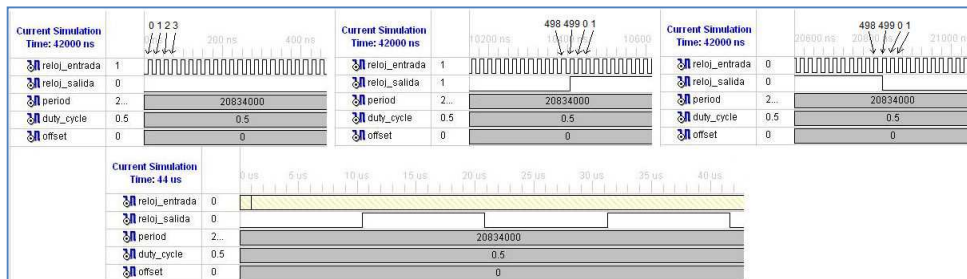 Current Simulation
Time: 42000 ns
0 1 2 3
200 ns
400 ns
reloj_entrada 1
reloj_salida 0
period 2... 20834000
duty_cycle 0.5 0.5
offset 0 0
Current Simulation
Time: 42000 ns
498 499 0 1
10200
10400
10600
reloj_entrada 1
reloj_salida 1
period 2... 20834000
duty_cycle 0.5 0.5
offset 0 0
Current Simulation
Time: 42000 ns
498 499 0 1
20600
21000
reloj_entrada 0
reloj_salida 0
period 2... 20834000
duty_cycle 0.5 0.5
offset 0 0
Current Simulation
Time: 44 us
0 us 5 us 10 us 15 us 20 us 25 us 30 us 35 us 40 us
reloj_entrada 0
reloj_salida 0
period 2... 20834000
duty_cycle 0.5 0.5
offset 0 0